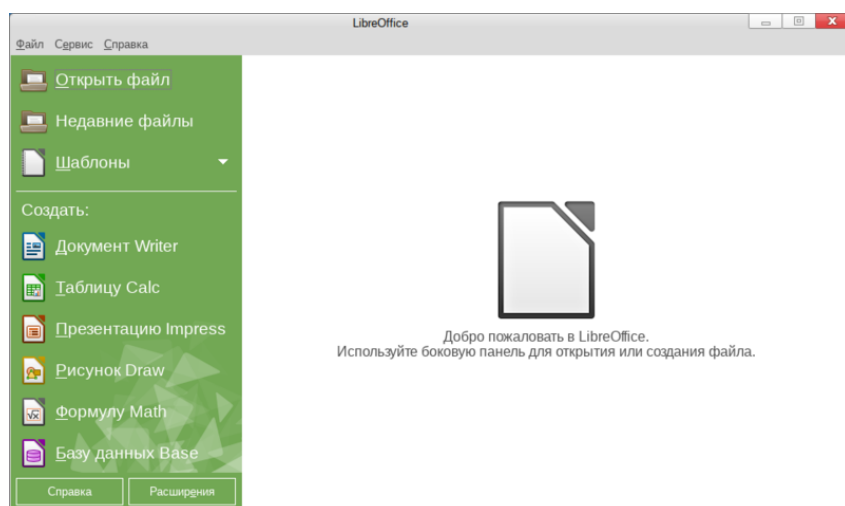 LibreOffice
Файл Сервис Справка
Открыть файл
Недавние файлы
Шаблоны
Создать:
Документ Writer
Таблицу Calc
Презентацию Impress
Рисунок Draw
Формулу Math
Базу данных Base
Справка Расширения
Добро пожаловать в LibreOffice.
Используйте боковую панель для открытия или создания файла.